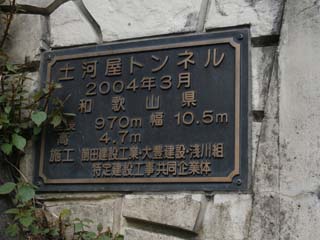 土河屋トンネル
2004年3月
和歌山県
延長 970m 幅 10.5m
高 4.7m
施工 前田建設工業・大豊建設・浅川組
特定建設工事共同企業体